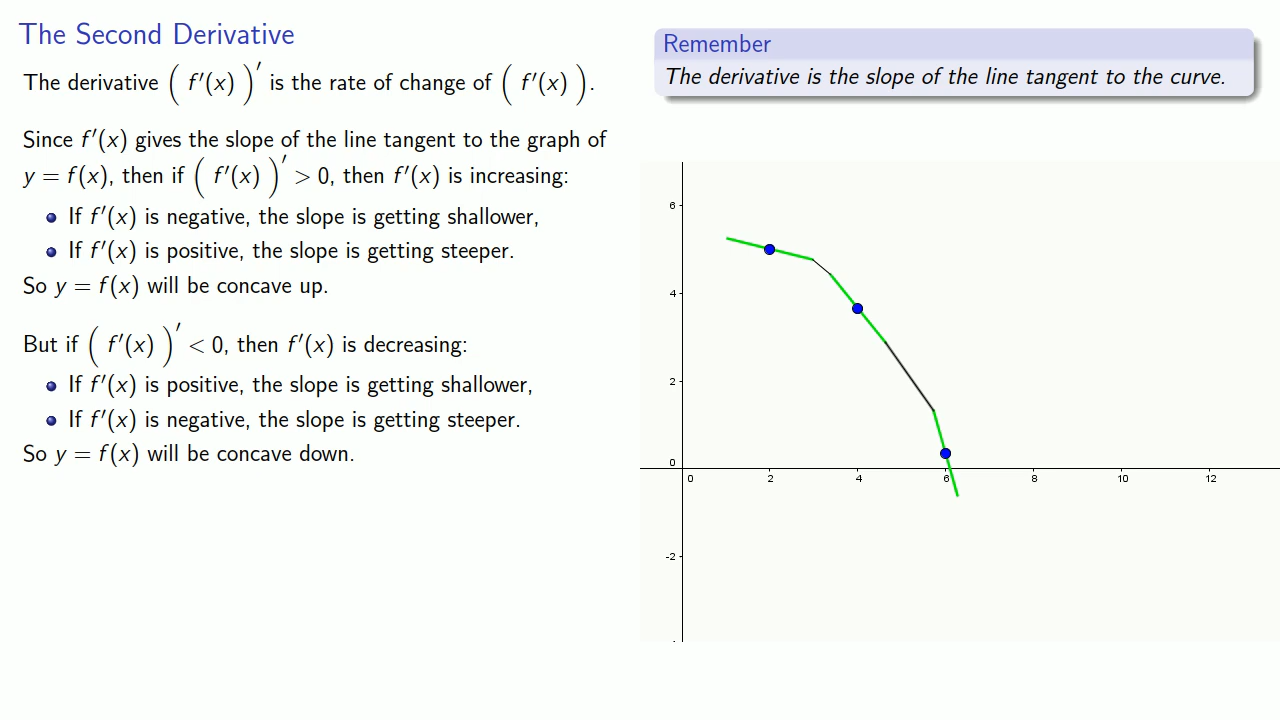 The Second Derivative
The derivative ( f′(x) )′ is the rate of change of ( f′(x) ).
Since f′(x) gives the slope of the line tangent to the graph of
y = f(x), then if ( f′(x) )′ > 0, then f′(x) is increasing:
If f′(x) is negative, the slope is getting shallower,
If f′(x) is positive, the slope is getting steeper.
So y = f(x) will be concave up.
But if ( f′(x) )′ < 0, then f′(x) is decreasing:
If f′(x) is positive, the slope is getting shallower,
If f′(x) is negative, the slope is getting steeper.
So y = f(x) will be concave down.
Remember
The derivative is the slope of the line tangent to the curve.
6
4
2
0
0 2 4 6 8 10 12
-2